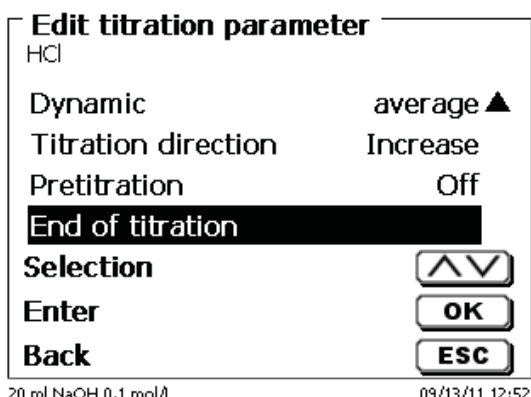 Edit titration parameter
HCl
Dynamic average
Titration direction Increase
Pretitration Off
End of titration
Selection
Enter OK
Back ESC
20 ml NaOH 0.1 mol/l 09/13/11 12:52